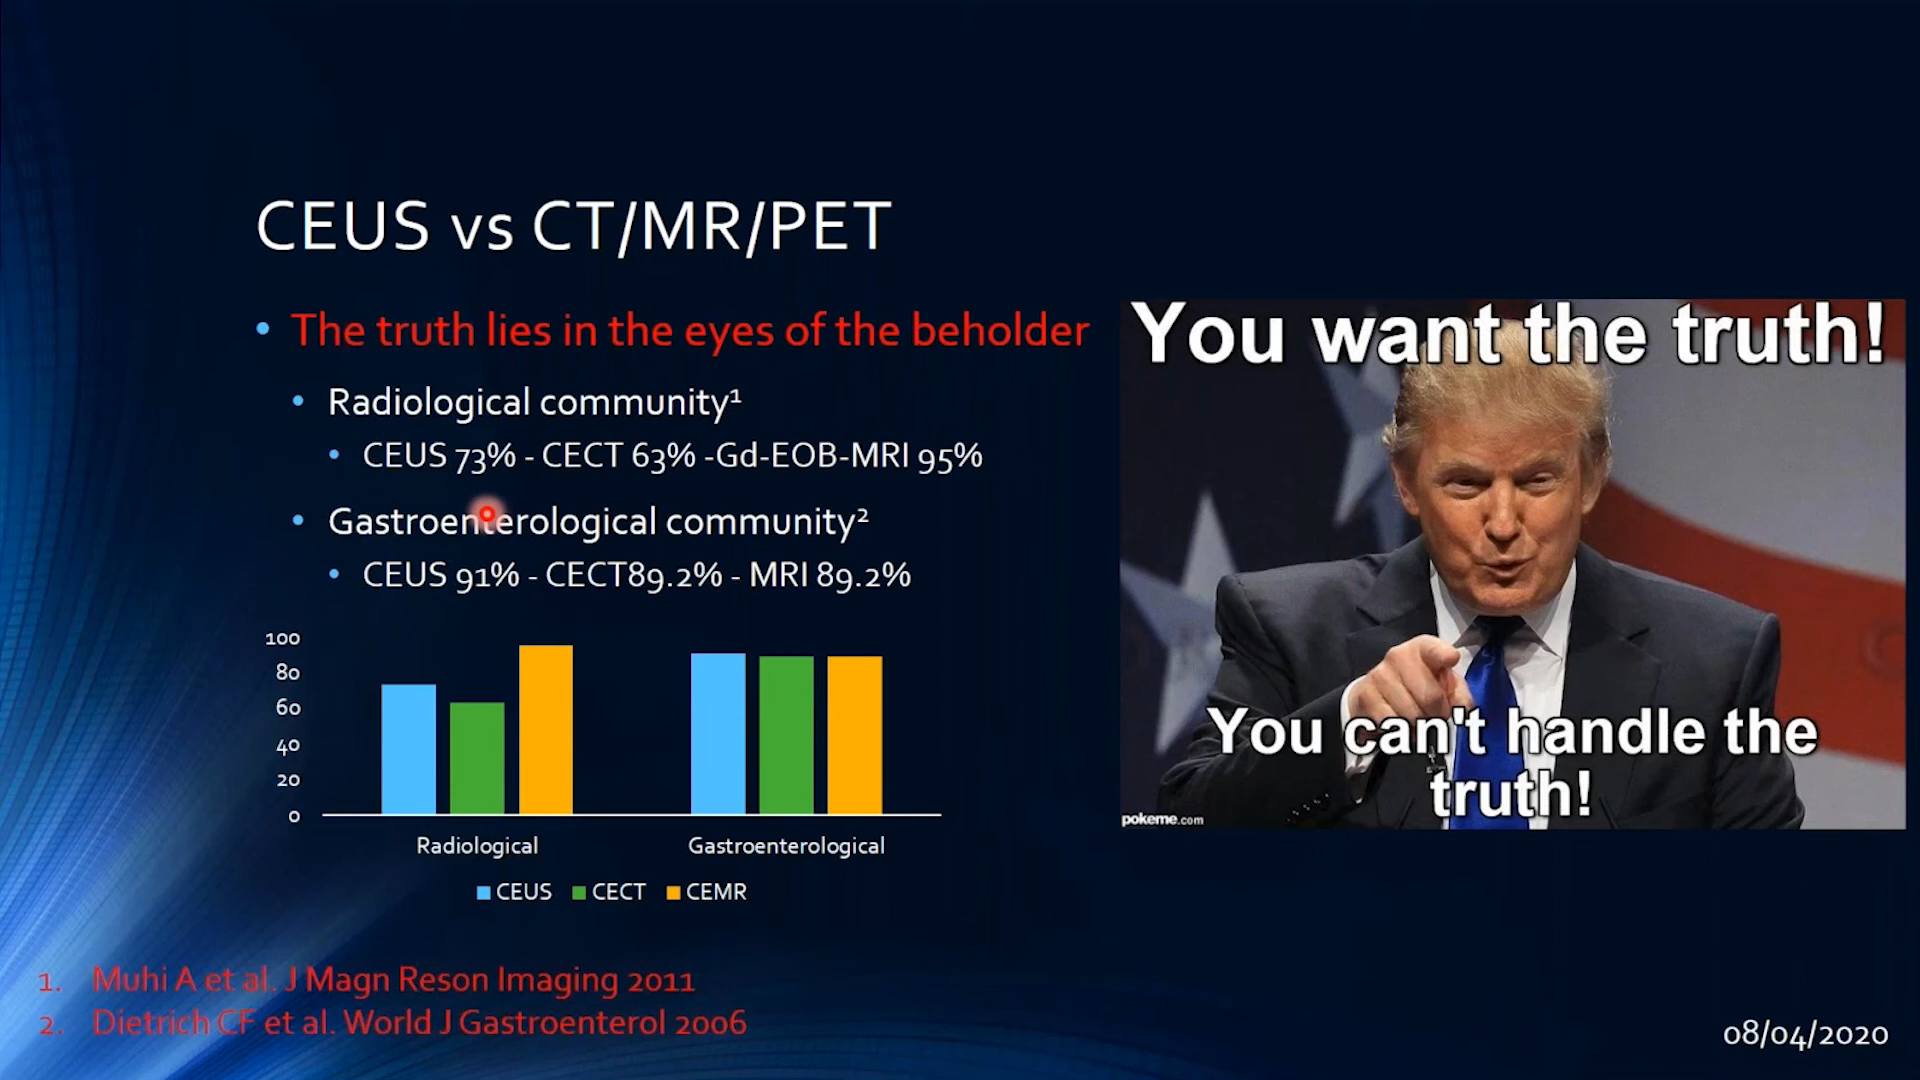 CEUS vs CT/MR/PET
• The truth lies in the eyes of the beholder
• Radiological community¹
• CEUS 73% - CECT 63% -Gd-EOB-MRI 95%
• Gastroenterological community²
• CEUS 91% - CECT89.2% - MRI 89.2%
100
80
60
40
20
0
Radiological
Gastroenterological
CEUS
CECT
CEMR
You want the truth!
You can't handle the
truth!
pokeme.com
1. Muhi A et al. J Magn Reson Imaging 2011
2. Dietrich CF et al. World J Gastroenterol 2006
08/04/2020